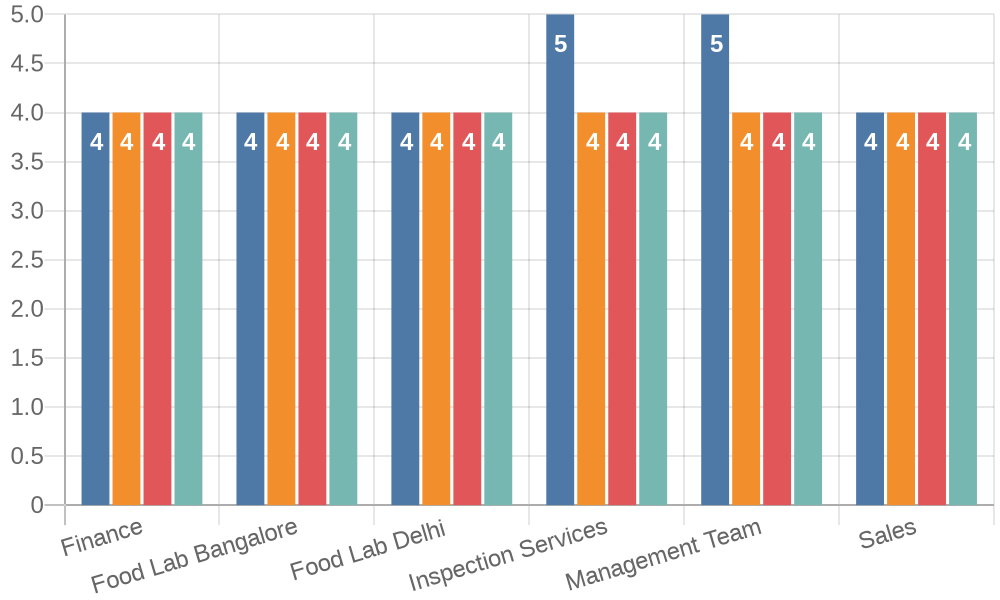 5.0
4.5
4.0
3.5
3.0
2.5
2.0
1.5
1.0
0.5
0
4 4 4 4
4 4 4 4
4 4 4 4
5 4 4 4
5 4 4 4
4 4 4 4
Finance
Food Lab Bangalore
Food Lab Delhi
Inspection Services
Management Team
Sales